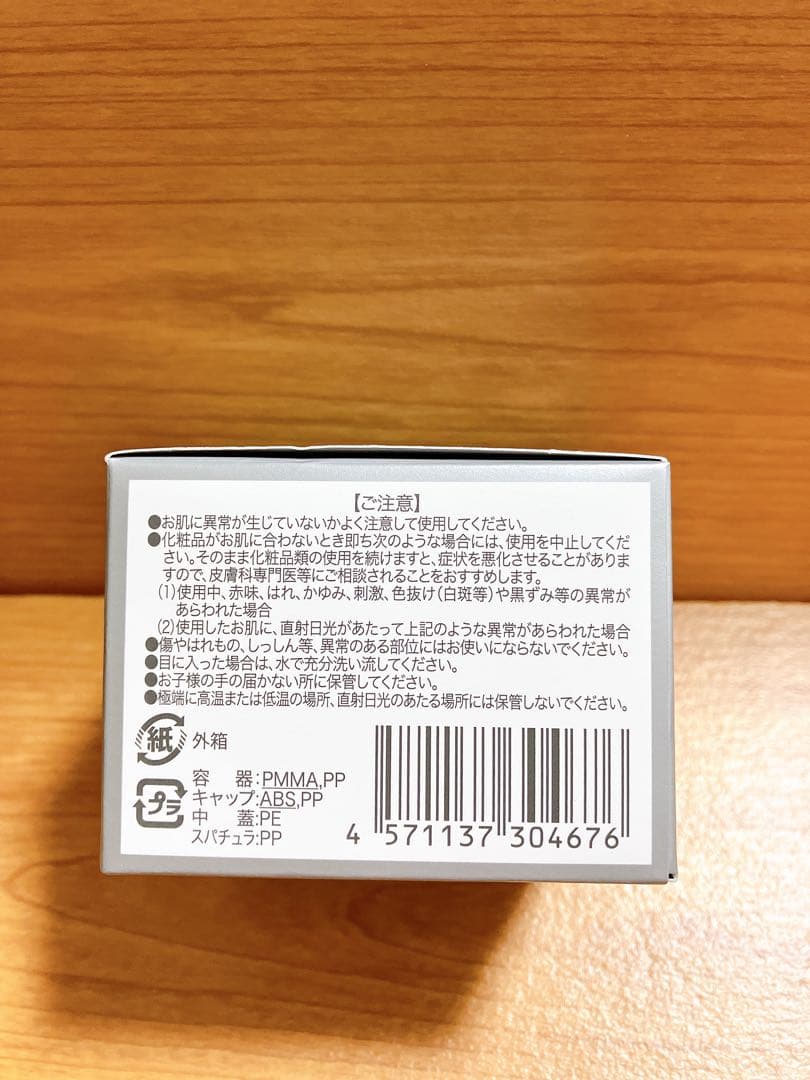 【ご注意】
●お肌に異常が生じていないかよく注意して使用してください。
●化粧品がお肌に合わないとき即ち次のような場合には、使用を中止してくだ
さい。そのまま化粧品類の使用を続けますと、症状を悪化させることがありま
すので、皮膚科専門医等にご相談されることをおすすめします。
(1)使用中、赤味、はれ、かゆみ、刺激、色抜け(白斑等)や黒ずみ等の異常が
あらわれた場合
(2)使用したお肌に、直射日光があたって上記のような異常があらわれた場合
●傷やはれもの、しっしん等、異常のある部位にはお使いにならないでください。
●目に入った場合は、水で充分洗い流してください。
●お子様の手の届かない所に保管してください。
●極端に高温または低温の場所、直射日光のあたる場所には保管しないでください。
紙 外箱
プラ
容　器:PMMA,PP
キャップ:ABS,PP
中　蓋:PE
スパチュラ:PP
4 571137 304676